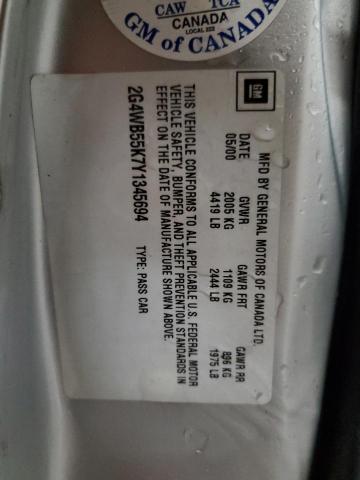 CAW TCA
CANADA
LOCAL 222
GM of CANADA
GM
MFD BY GENERAL MOTORS OF CANADA LTD.
DATE GVWR GAWR FRT GAWR RR
05/00 2005 KG 1109 KG 896 KG
4419 LB 2444 LB 1975 LB
THIS VEHICLE CONFORMS TO ALL APPLICABLE U.S. FEDERAL MOTOR
VEHICLE SAFETY, BUMPER, AND THEFT PREVENTION STANDARDS IN
EFFECT ON THE DATE OF MANUFACTURE SHOWN ABOVE.
2G4WB55K7Y1345694 TYPE: PASS CAR